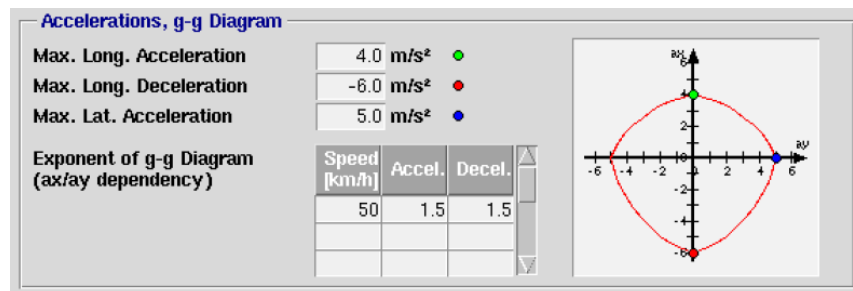 Accelerations, g-g Diagram
Max. Long. Acceleration 4.0 m/s²
Max. Long. Deceleration -6.0 m/s²
Max. Lat. Acceleration 5.0 m/s²
Exponent of g-g Diagram
(ax/ay dependency)
Speed
[km/h] Accel. Decel.
50 1.5 1.5
ax
6
4
2
0
-2
-4
-6
ay
-6 -4 -2 0 2 4 6